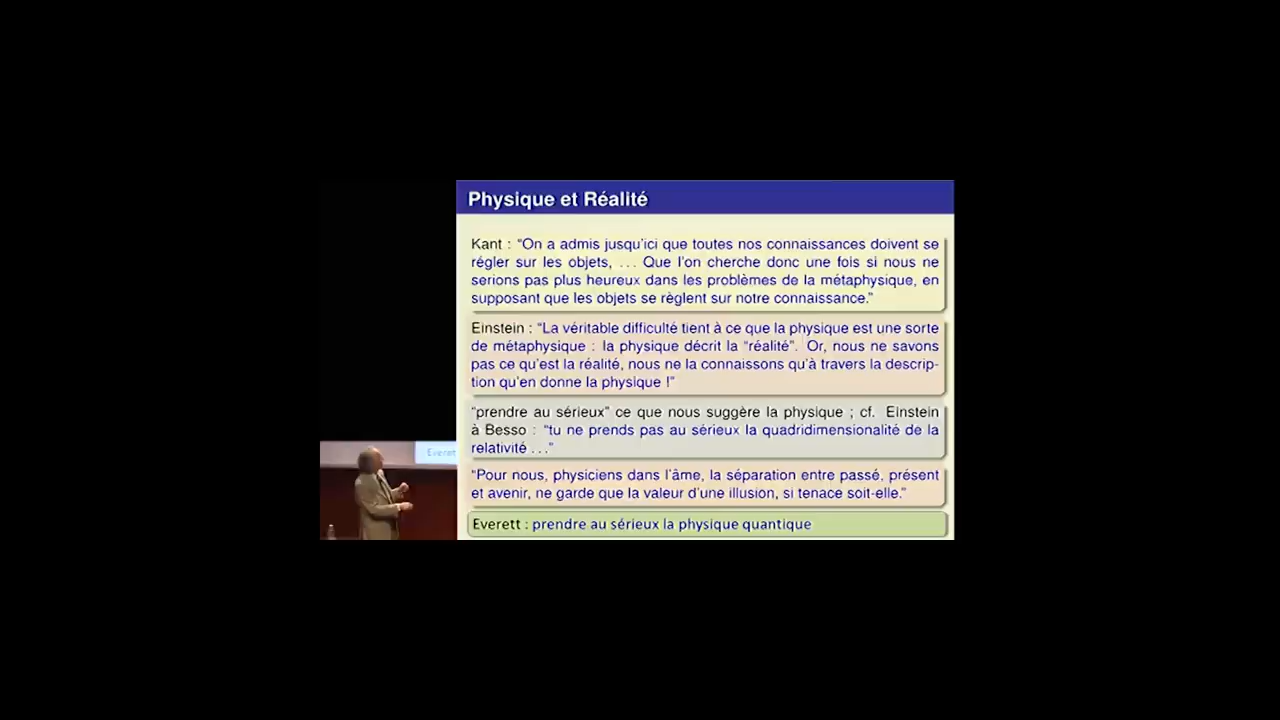 Physique et Réalité
Kant : “On a admis jusqu’ici que toutes nos connaissances doivent se
régler sur les objets, ... Que l’on cherche donc une fois si nous ne
serions pas plus heureux dans les problèmes de la métaphysique, en
supposant que les objets se règlent sur notre connaissance.”
Einstein : “La véritable difficulté tient à ce que la physique est une sorte
de métaphysique : la physique décrit la “réalité”. Or, nous ne savons
pas ce qu’est la réalité, nous ne la connaissons qu’à travers la descrip-
tion qu’en donne la physique !”
“prendre au sérieux” ce que nous suggère la physique ; cf. Einstein
à Besso : “tu ne prends pas au sérieux la quadridimensionalité de la
relativité ...”
“Pour nous, physiciens dans l’âme, la séparation entre passé, présent
et avenir, ne garde que la valeur d’une illusion, si tenace soit-elle.”
Everett : prendre au sérieux la physique quantique
Everet